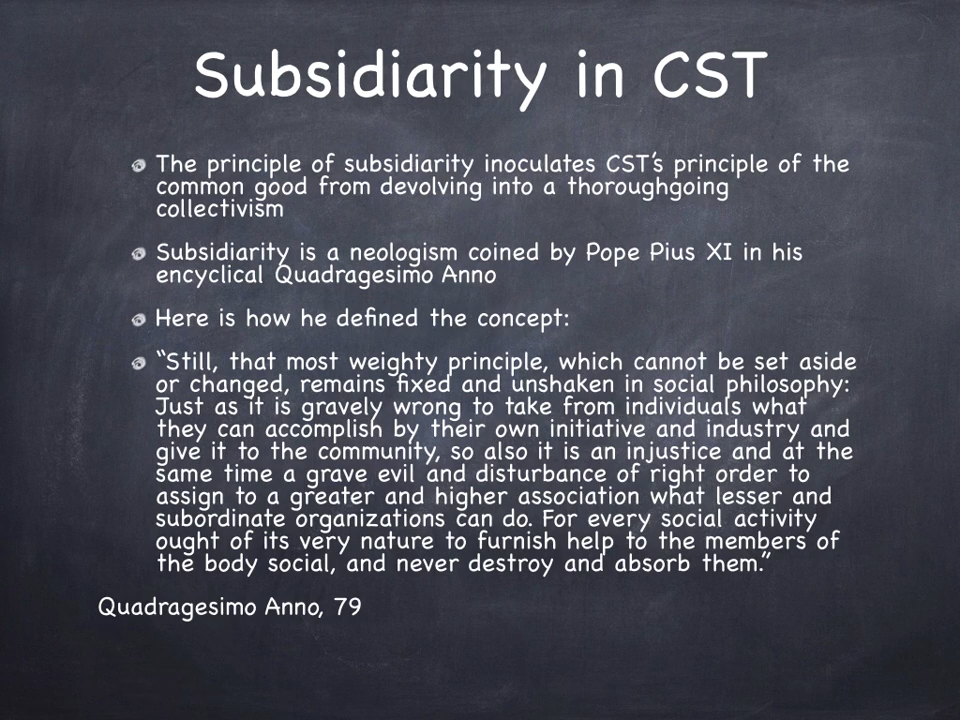 Subsidiarity in CST
The principle of subsidiarity inoculates CST’s principle of the
common good from devolving into a thoroughgoing
collectivism
Subsidiarity is a neologism coined by Pope Pius XI in his
encyclical Quadragesimo Anno
Here is how he defined the concept:
“Still, that most weighty principle, which cannot be set aside
or changed, remains fixed and unshaken in social philosophy:
Just as it is gravely wrong to take from individuals what
they can accomplish by their own initiative and industry and
give it to the community, so also it is an injustice and at the
same time a grave evil and disturbance of right order to
assign to a greater and higher association what lesser and
subordinate organizations can do. For every social activity
ought of its very nature to furnish help to the members of
the body social, and never destroy and absorb them.”
Quadragesimo Anno, 79